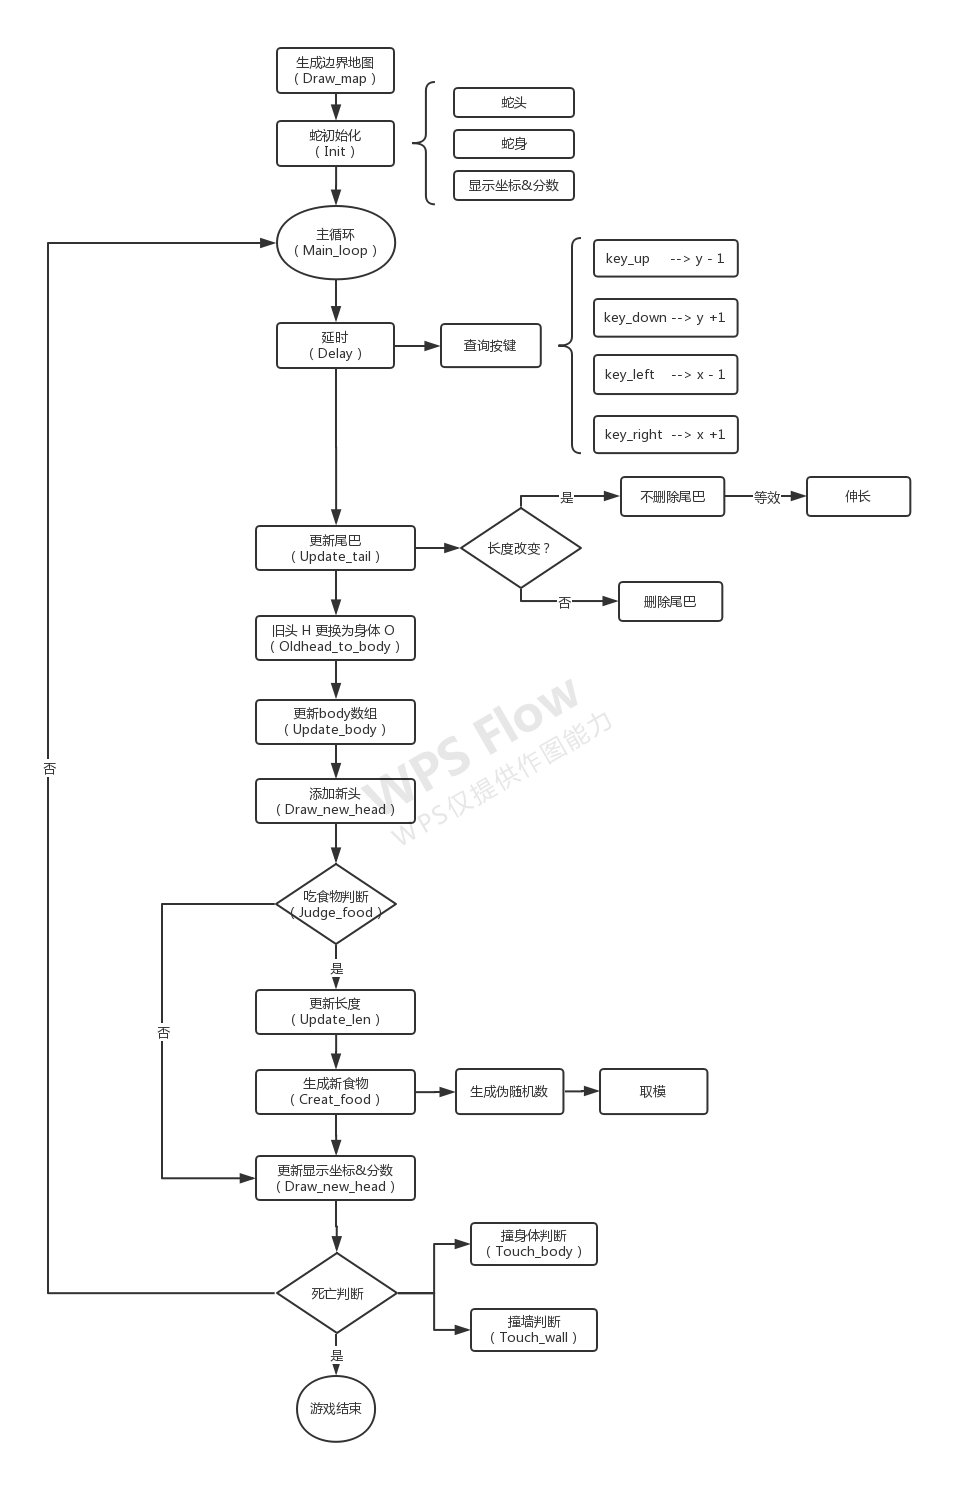 生成边界地图
( Draw_map )
蛇初始化
( Init )
蛇头
蛇身
显示坐标&分数
主循环
( Main_loop )
key_up --> y - 1
key_down --> y +1
key_left --> x - 1
key_right --> x +1
延时
( Delay )
查询按键
更新尾巴
( Update_tail )
长度改变？
是
不删除尾巴
等效
伸长
否
删除尾巴
旧头 H 更换为身体 O
( Oldhead_to_body )
更新body数组
( Update_body )
添加新头
( Draw_new_head )
WPS Flow
WPS仅提供作图能力
否
吃食物判断
( Judge_food )
是
更新长度
( Update_len )
否
生成新食物
( Creat_food )
生成伪随机数
取模
更新显示坐标&分数
( Draw_new_head )
死亡判断
撞身体判断
( Touch_body )
撞墙判断
( Touch_wall )
是
游戏结束